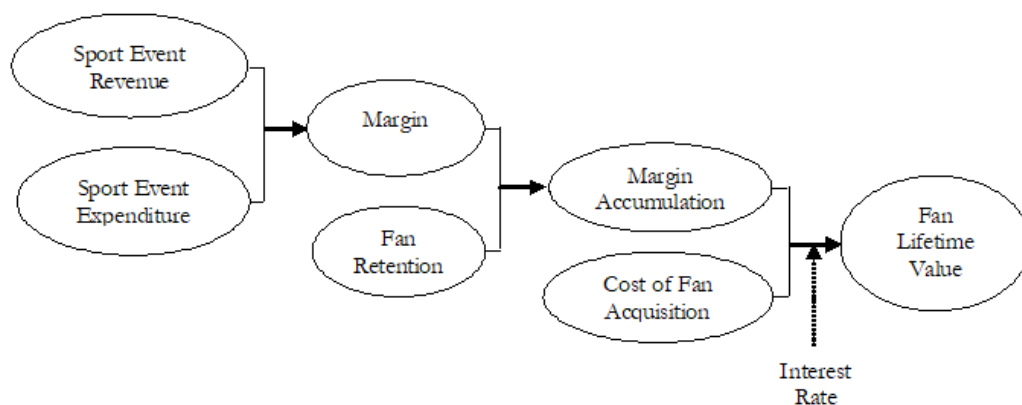 Sport Event
Revenue
Sport Event
Expenditure
Margin
Fan
Retention
Margin
Accumulation
Cost of Fan
Acquisition
Fan
Lifetime
Value
Interest
Rate